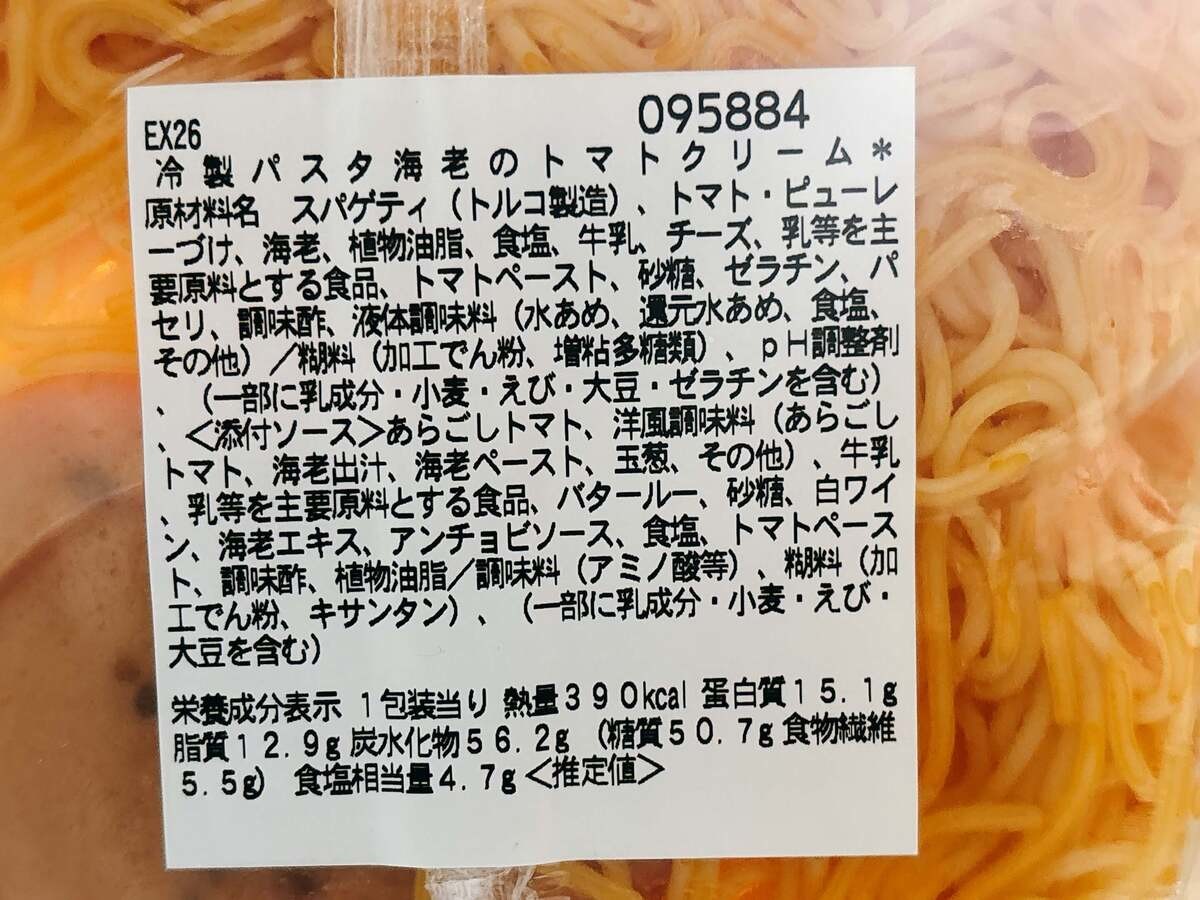 095884
EX26
冷製パスタ海老のトマトクリーム*
原材料名 スパゲティ（トルコ製造）、トマト・ピューレ
ーづけ、海老、植物油脂、食塩、牛乳、チーズ、乳等を主
要原料とする食品、トマトペースト、砂糖、ゼラチン、パ
セリ、調味酢、液体調味料（水あめ、還元水あめ、食塩、
その他）／糊料（加工でん粉、増粘多糖類）、ｐＨ調整剤
、（一部に乳成分・小麦・えび・大豆・ゼラチンを含む）
、＜添付ソース＞あらごしトマト、洋風調味料（あらごし
トマト、海老出汁、海老ペースト、玉葱、その他）、牛乳
、乳等を主要原料とする食品、バタールー、砂糖、白ワイ
ン、海老エキス、アンチョビソース、食塩、トマトペース
ト、調味酢、植物油脂／調味料（アミノ酸等）、糊料（加
工でん粉、キサンタン）、（一部に乳成分・小麦・えび・
大豆を含む）
栄養成分表示 １包装当り 熱量３９０kcal 蛋白質１５．１g
脂質１２．９g 炭水化物５６．２g （糖質５０．７g 食物繊維
５．５g） 食塩相当量４．７g＜推定値＞